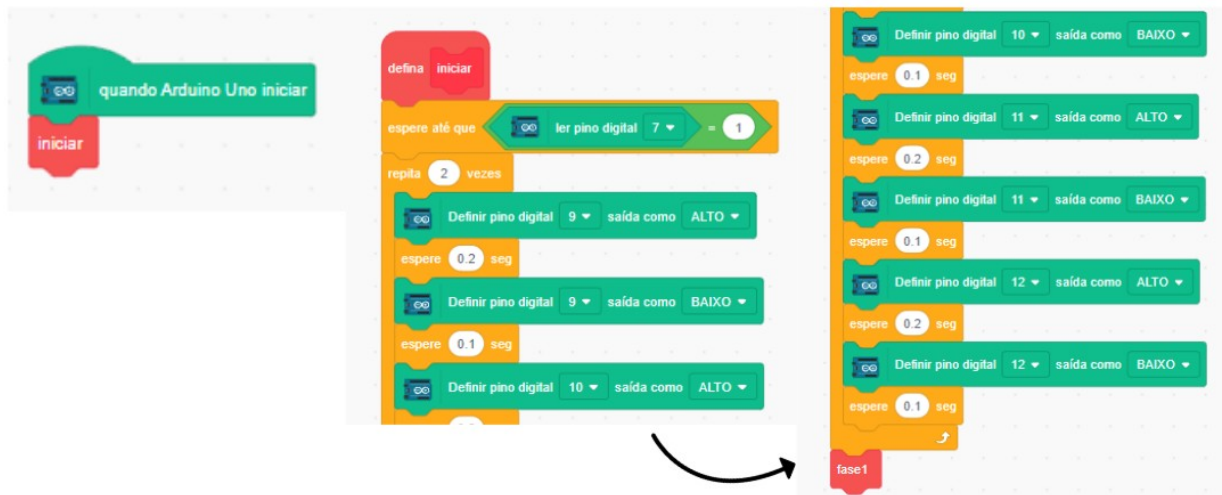 quando Arduino Uno iniciar
iniciar
defina iniciar
espere até que ler pino digital 7 = 1
repita 2 vezes
Definir pino digital 9 saída como ALTO
espere 0.2 seg
Definir pino digital 9 saída como BAIXO
espere 0.1 seg
Definir pino digital 10 saída como ALTO
Definir pino digital 10 saída como BAIXO
espere 0.1 seg
Definir pino digital 11 saída como ALTO
espere 0.2 seg
Definir pino digital 11 saída como BAIXO
espere 0.1 seg
Definir pino digital 12 saída como ALTO
espere 0.2 seg
Definir pino digital 12 saída como BAIXO
espere 0.1 seg
fase1